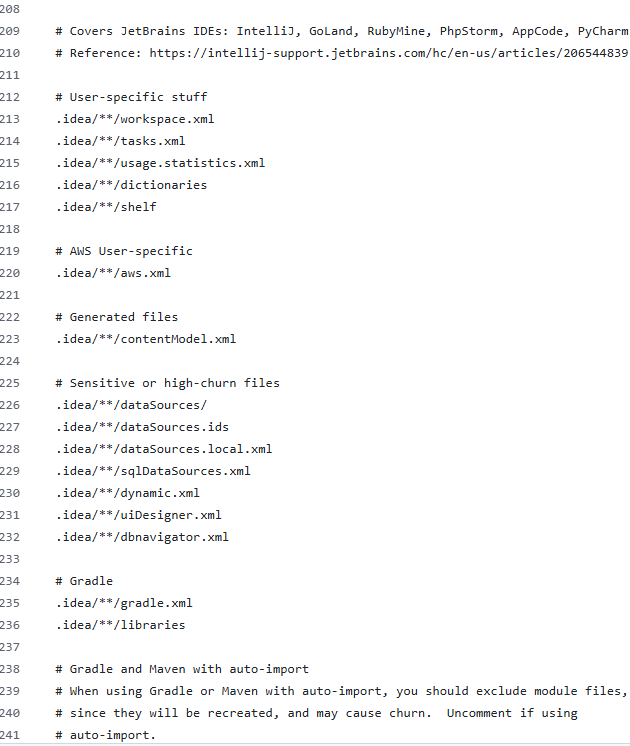 208
209 # Covers JetBrains IDEs: IntelliJ, GoLand, RubyMine, PhpStorm, AppCode, PyCharm
210 # Reference: https://intellij-support.jetbrains.com/hc/en-us/articles/206544839
211
212 # User-specific stuff
213 .idea/**/workspace.xml
214 .idea/**/tasks.xml
215 .idea/**/usage.statistics.xml
216 .idea/**/dictionaries
217 .idea/**/shelf
218
219 # AWS User-specific
220 .idea/**/aws.xml
221
222 # Generated files
223 .idea/**/contentModel.xml
224
225 # Sensitive or high-churn files
226 .idea/**/dataSources/
227 .idea/**/dataSources.ids
228 .idea/**/dataSources.local.xml
229 .idea/**/sqlDataSources.xml
230 .idea/**/dynamic.xml
231 .idea/**/uiDesigner.xml
232 .idea/**/dbnavigator.xml
233
234 # Gradle
235 .idea/**/gradle.xml
236 .idea/**/libraries
237
238 # Gradle and Maven with auto-import
239 # When using Gradle or Maven with auto-import, you should exclude module files,
240 # since they will be recreated, and may cause churn.  Uncomment if using
241 # auto-import.